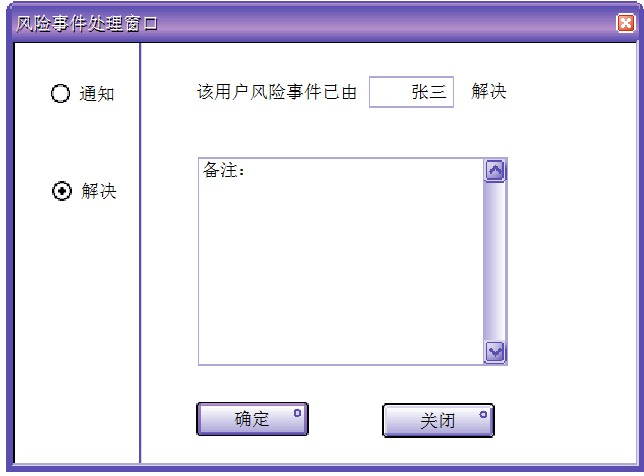 风险事件处理窗口
通知
该用户风险事件已由 张三 解决
备注：
解决
确定 关闭